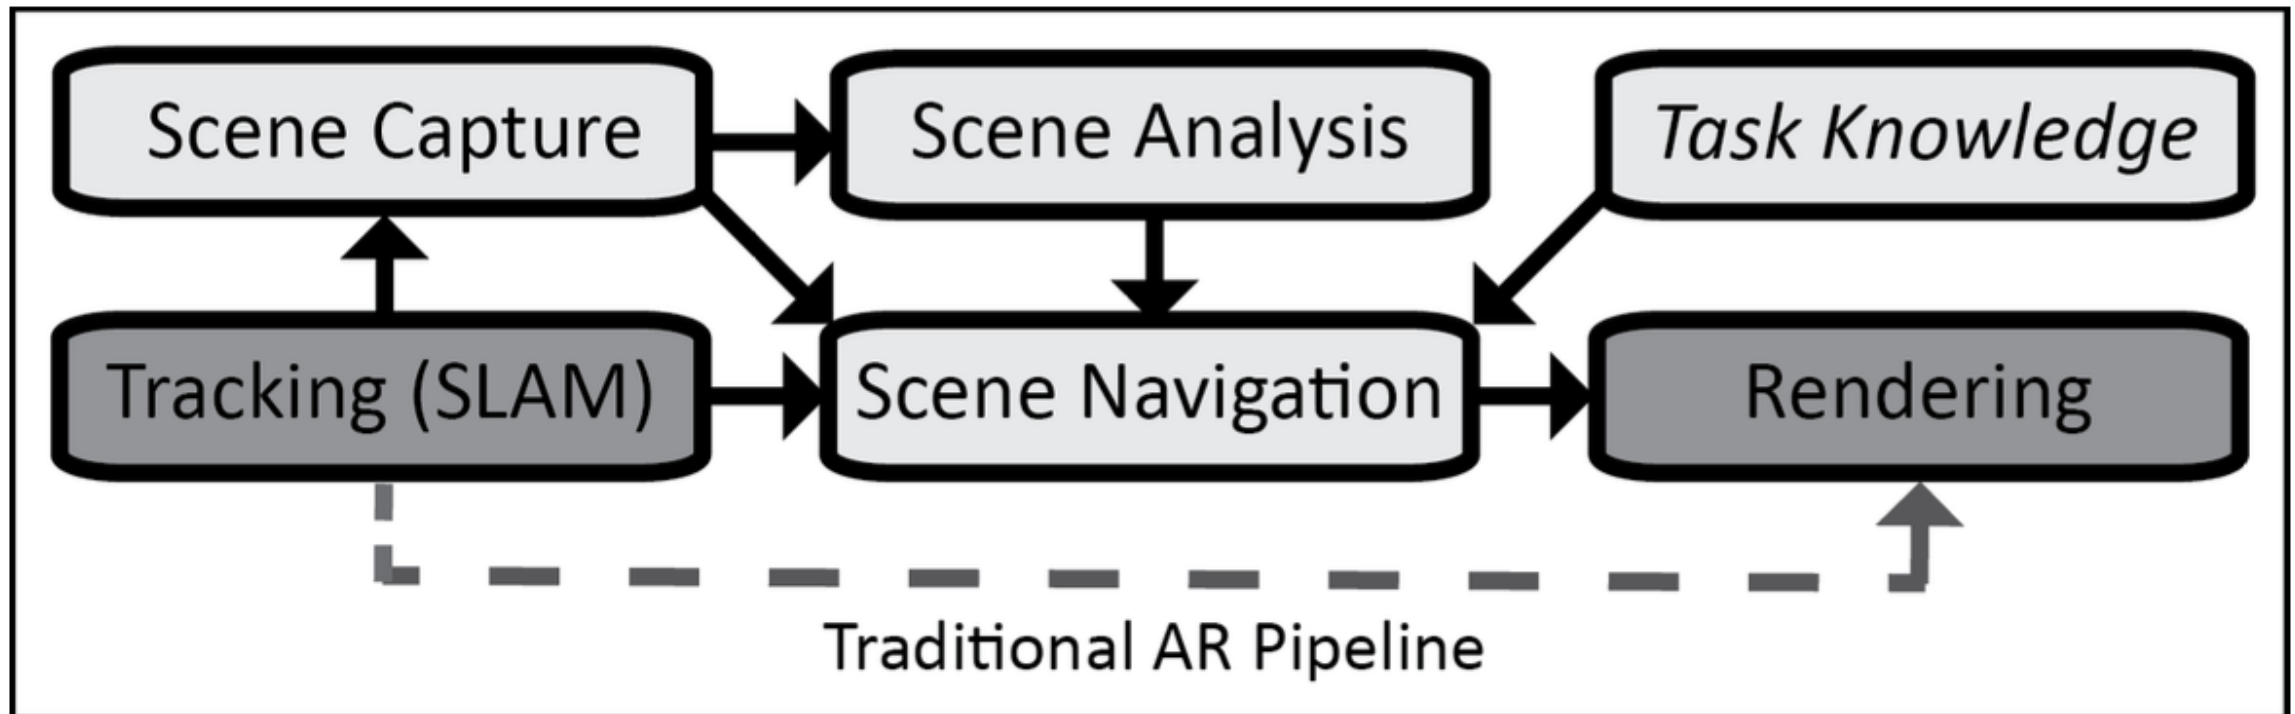 Scene Capture
Scene Analysis
Task Knowledge
Tracking (SLAM)
Scene Navigation
Rendering
Traditional AR Pipeline